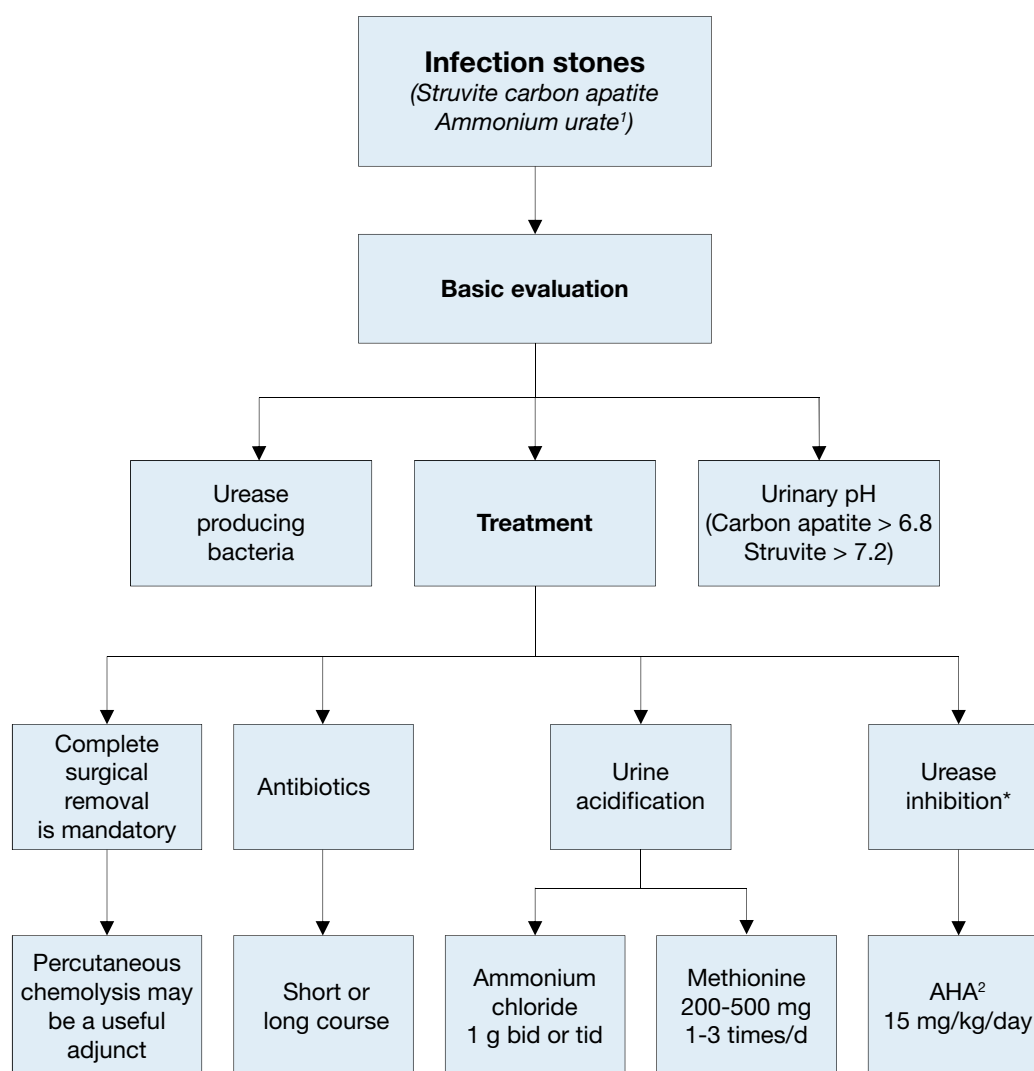 Infection stones
(Struvite carbon apatite
Ammonium urate¹)
Basic evaluation
Urease
producing
bacteria
Treatment
Urinary pH
(Carbon apatite > 6.8
Struvite > 7.2)
Complete
surgical
removal
is mandatory
Antibiotics
Urine
acidification
Urease
inhibition*
Percutaneous
chemolysis may
be a useful
adjunct
Short or
long course
Ammonium
chloride
1 g bid or tid
Methionine
200-500 mg
1-3 times/d
AHA²
15 mg/kg/day